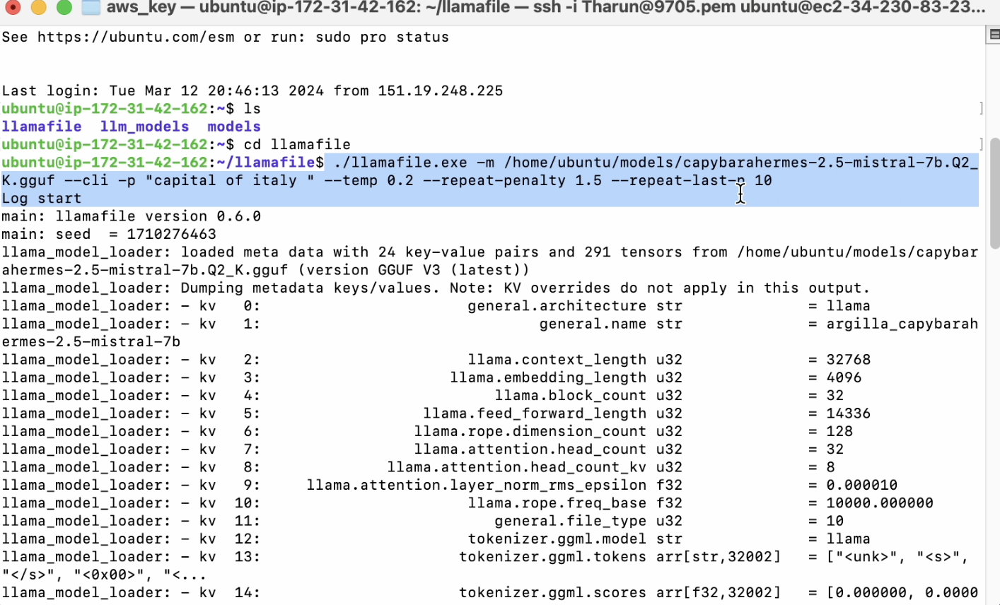 aws_key — ubuntu@ip-172-31-42-162: ~/llamafile — ssh -i Tharun@9705.pem ubuntu@ec2-34-230-83-23...
See https://ubuntu.com/esm or run: sudo pro status
Last login: Tue Mar 12 20:46:13 2024 from 151.19.248.225
ubuntu@ip-172-31-42-162:~$ ls
llamafile  llm_models  models
ubuntu@ip-172-31-42-162:~$ cd llamafile
ubuntu@ip-172-31-42-162:~/llamafile$ ./llamafile.exe -m /home/ubuntu/models/capybarahermes-2.5-mistral-7b.Q2_
K.gguf --cli -p "capital of italy " --temp 0.2 --repeat-penalty 1.5 --repeat-last-n 10
Log start
main: llamafile version 0.6.0
main: seed  = 1710276463
llama_model_loader: loaded meta data with 24 key-value pairs and 291 tensors from /home/ubuntu/models/capybar
ahermes-2.5-mistral-7b.Q2_K.gguf (version GGUF V3 (latest))
llama_model_loader: Dumping metadata keys/values. Note: KV overrides do not apply in this output.
llama_model_loader: - kv   0:                       general.architecture str              = llama
llama_model_loader: - kv   1:                               general.name str              = argilla_capybarah
ermes-2.5-mistral-7b
llama_model_loader: - kv   2:                       llama.context_length u32              = 32768
llama_model_loader: - kv   3:                     llama.embedding_length u32              = 4096
llama_model_loader: - kv   4:                          llama.block_count u32              = 32
llama_model_loader: - kv   5:                  llama.feed_forward_length u32              = 14336
llama_model_loader: - kv   6:                 llama.rope.dimension_count u32              = 128
llama_model_loader: - kv   7:                 llama.attention.head_count u32              = 32
llama_model_loader: - kv   8:              llama.attention.head_count_kv u32              = 8
llama_model_loader: - kv   9:     llama.attention.layer_norm_rms_epsilon f32              = 0.000010
llama_model_loader: - kv  10:                       llama.rope.freq_base f32              = 10000.000000
llama_model_loader: - kv  11:                          general.file_type u32              = 10
llama_model_loader: - kv  12:                       tokenizer.ggml.model str              = llama
llama_model_loader: - kv  13:                      tokenizer.ggml.tokens arr[str,32002]   = ["<unk>", "<s>",
"</s>", "<0x00>", "<...
llama_model_loader: - kv  14:                      tokenizer.ggml.scores arr[f32,32002]   = [0.000000, 0.0000